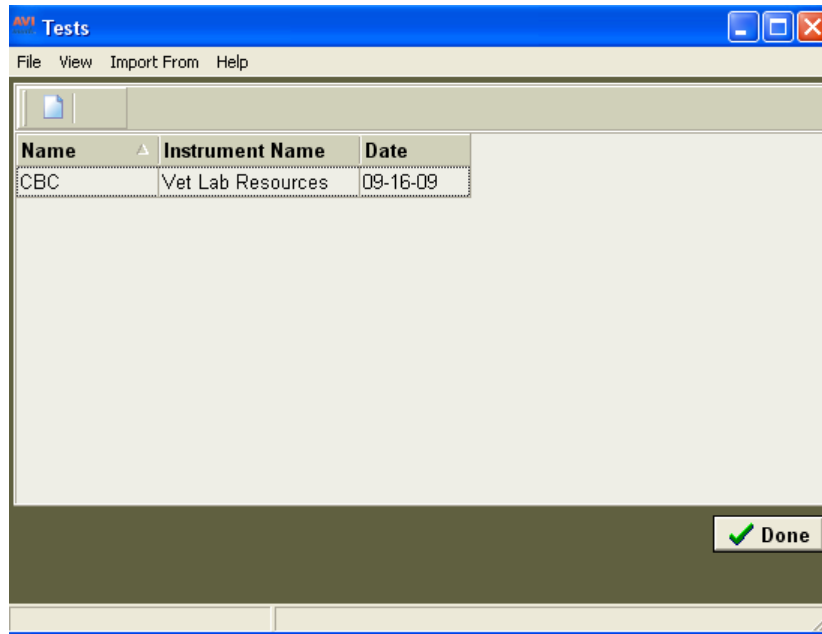 AVI Tests
File View Import From Help
Name Instrument Name Date
CBC Vet Lab Resources 09-16-09
Done